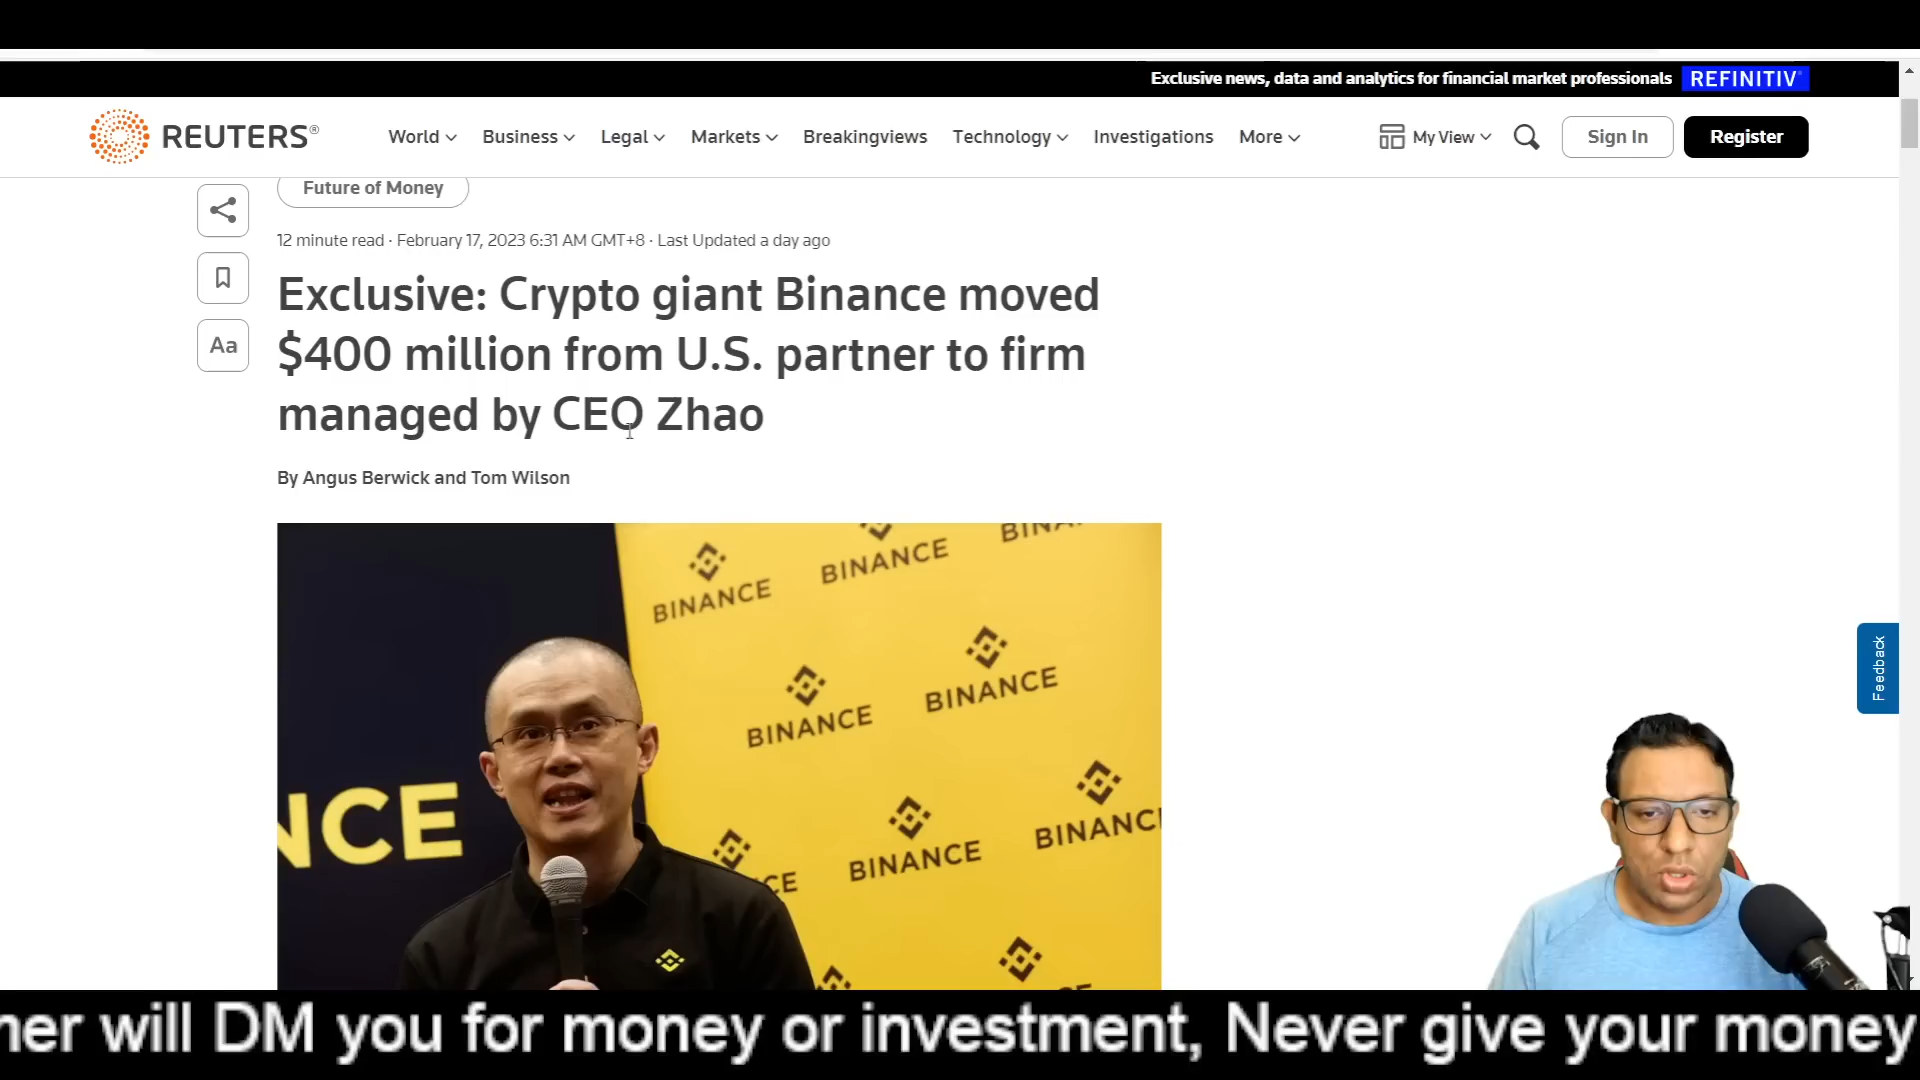 Exclusive news, data and analytics for financial market professionals REFINITIV
REUTERS® World Business Legal Markets Breakingviews Technology Investigations More My View Sign In Register
Future of Money
12 minute read · February 17, 2023 6:31 AM GMT+8 · Last Updated a day ago
Aa
Exclusive: Crypto giant Binance moved
$400 million from U.S. partner to firm
managed by CEO Zhao
By Angus Berwick and Tom Wilson
BINANCE
BINANCE
BINANCE
BINANCE
BINANCE
BINANCE
Feedback
will DM you for money or investment, Never give your money